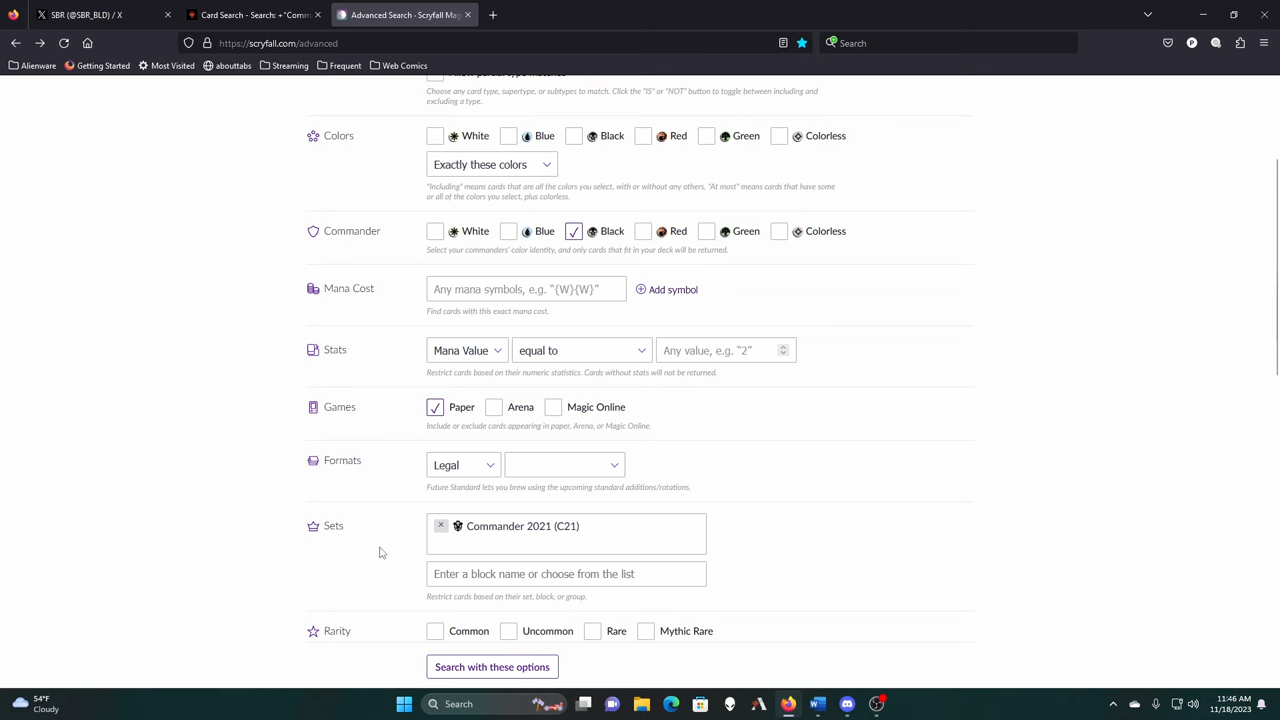 SBR (@SBR_BLD) / X
Card Search - Search: +"Comm
Advanced Search - Scryfall Mag
https://scryfall.com/advanced
Search
Alienware
Getting Started
Most Visited
abouttabs
Streaming
Frequent
Web Comics
Choose any card type, supertype, or subtypes to match. Click the "IS" or "NOT" button to toggle between including and
excluding a type.
Colors
White
Blue
Black
Red
Green
Colorless
Exactly these colors
"Including" means cards that are all the colors you select, with or without any others. "At most" means cards that have some
or all of the colors you select, plus colorless.
Commander
White
Blue
Black
Red
Green
Colorless
Select your commanders' color identity, and only cards that fit in your deck will be returned.
Mana Cost
Any mana symbols, e.g. "{W}{W}"
Add symbol
Find cards with this exact mana cost.
Stats
Mana Value
equal to
Any value, e.g. "2"
Restrict cards based on their numeric statistics. Cards without stats will not be returned.
Games
Paper
Arena
Magic Online
Include or exclude cards appearing in paper, Arena, or Magic Online.
Formats
Legal
Future Standard lets you brew using the upcoming standard additions/rotations.
Sets
Commander 2021 (C21)
Enter a block name or choose from the list
Restrict cards based on their set, block, or group.
Rarity
Common
Uncommon
Rare
Mythic Rare
Search with these options
54°F
Cloudy
Search
11:46 AM
11/18/2023